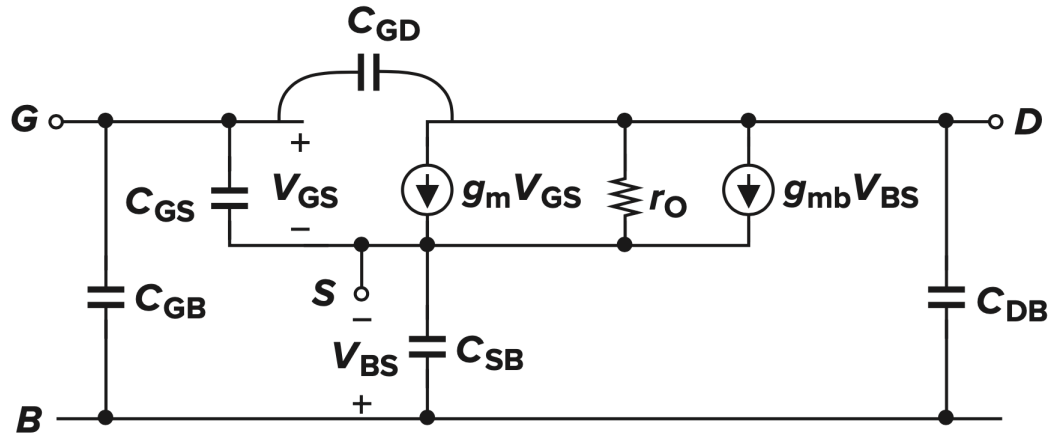 C_GD
G
D
+
C_GS
V_GS
g_mV_GS
r_O
g_mbV_BS
−
S
−
C_GB
C_DB
V_BS
C_SB
+
B